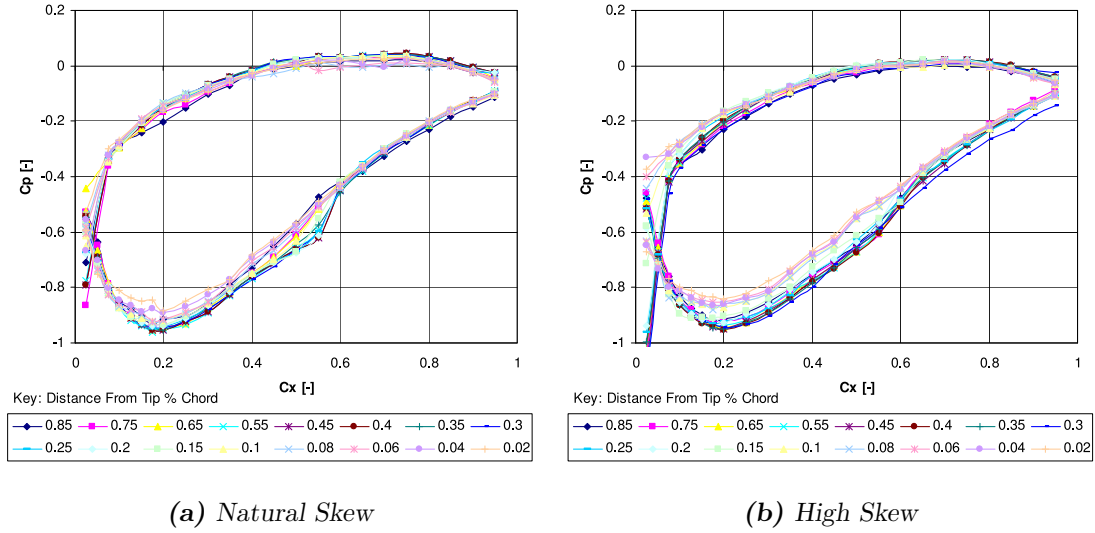 0.2
0
-0.2
-0.4
-0.6
-0.8
-1
Cp [-]
0 0.2 0.4 0.6 0.8 1
Cx [-]
Key: Distance From Tip % Chord
0.85 0.75 0.65 0.55 0.45 0.4 0.35 0.3
0.25 0.2 0.15 0.1 0.08 0.06 0.04 0.02
(a) Natural Skew
0.2
0
-0.2
-0.4
-0.6
-0.8
-1
Cp [-]
0 0.2 0.4 0.6 0.8 1
Cx [-]
Key: Distance From Tip % Chord
0.85 0.75 0.65 0.55 0.45 0.4 0.35 0.3
0.25 0.2 0.15 0.1 0.08 0.06 0.04 0.02
(b) High Skew